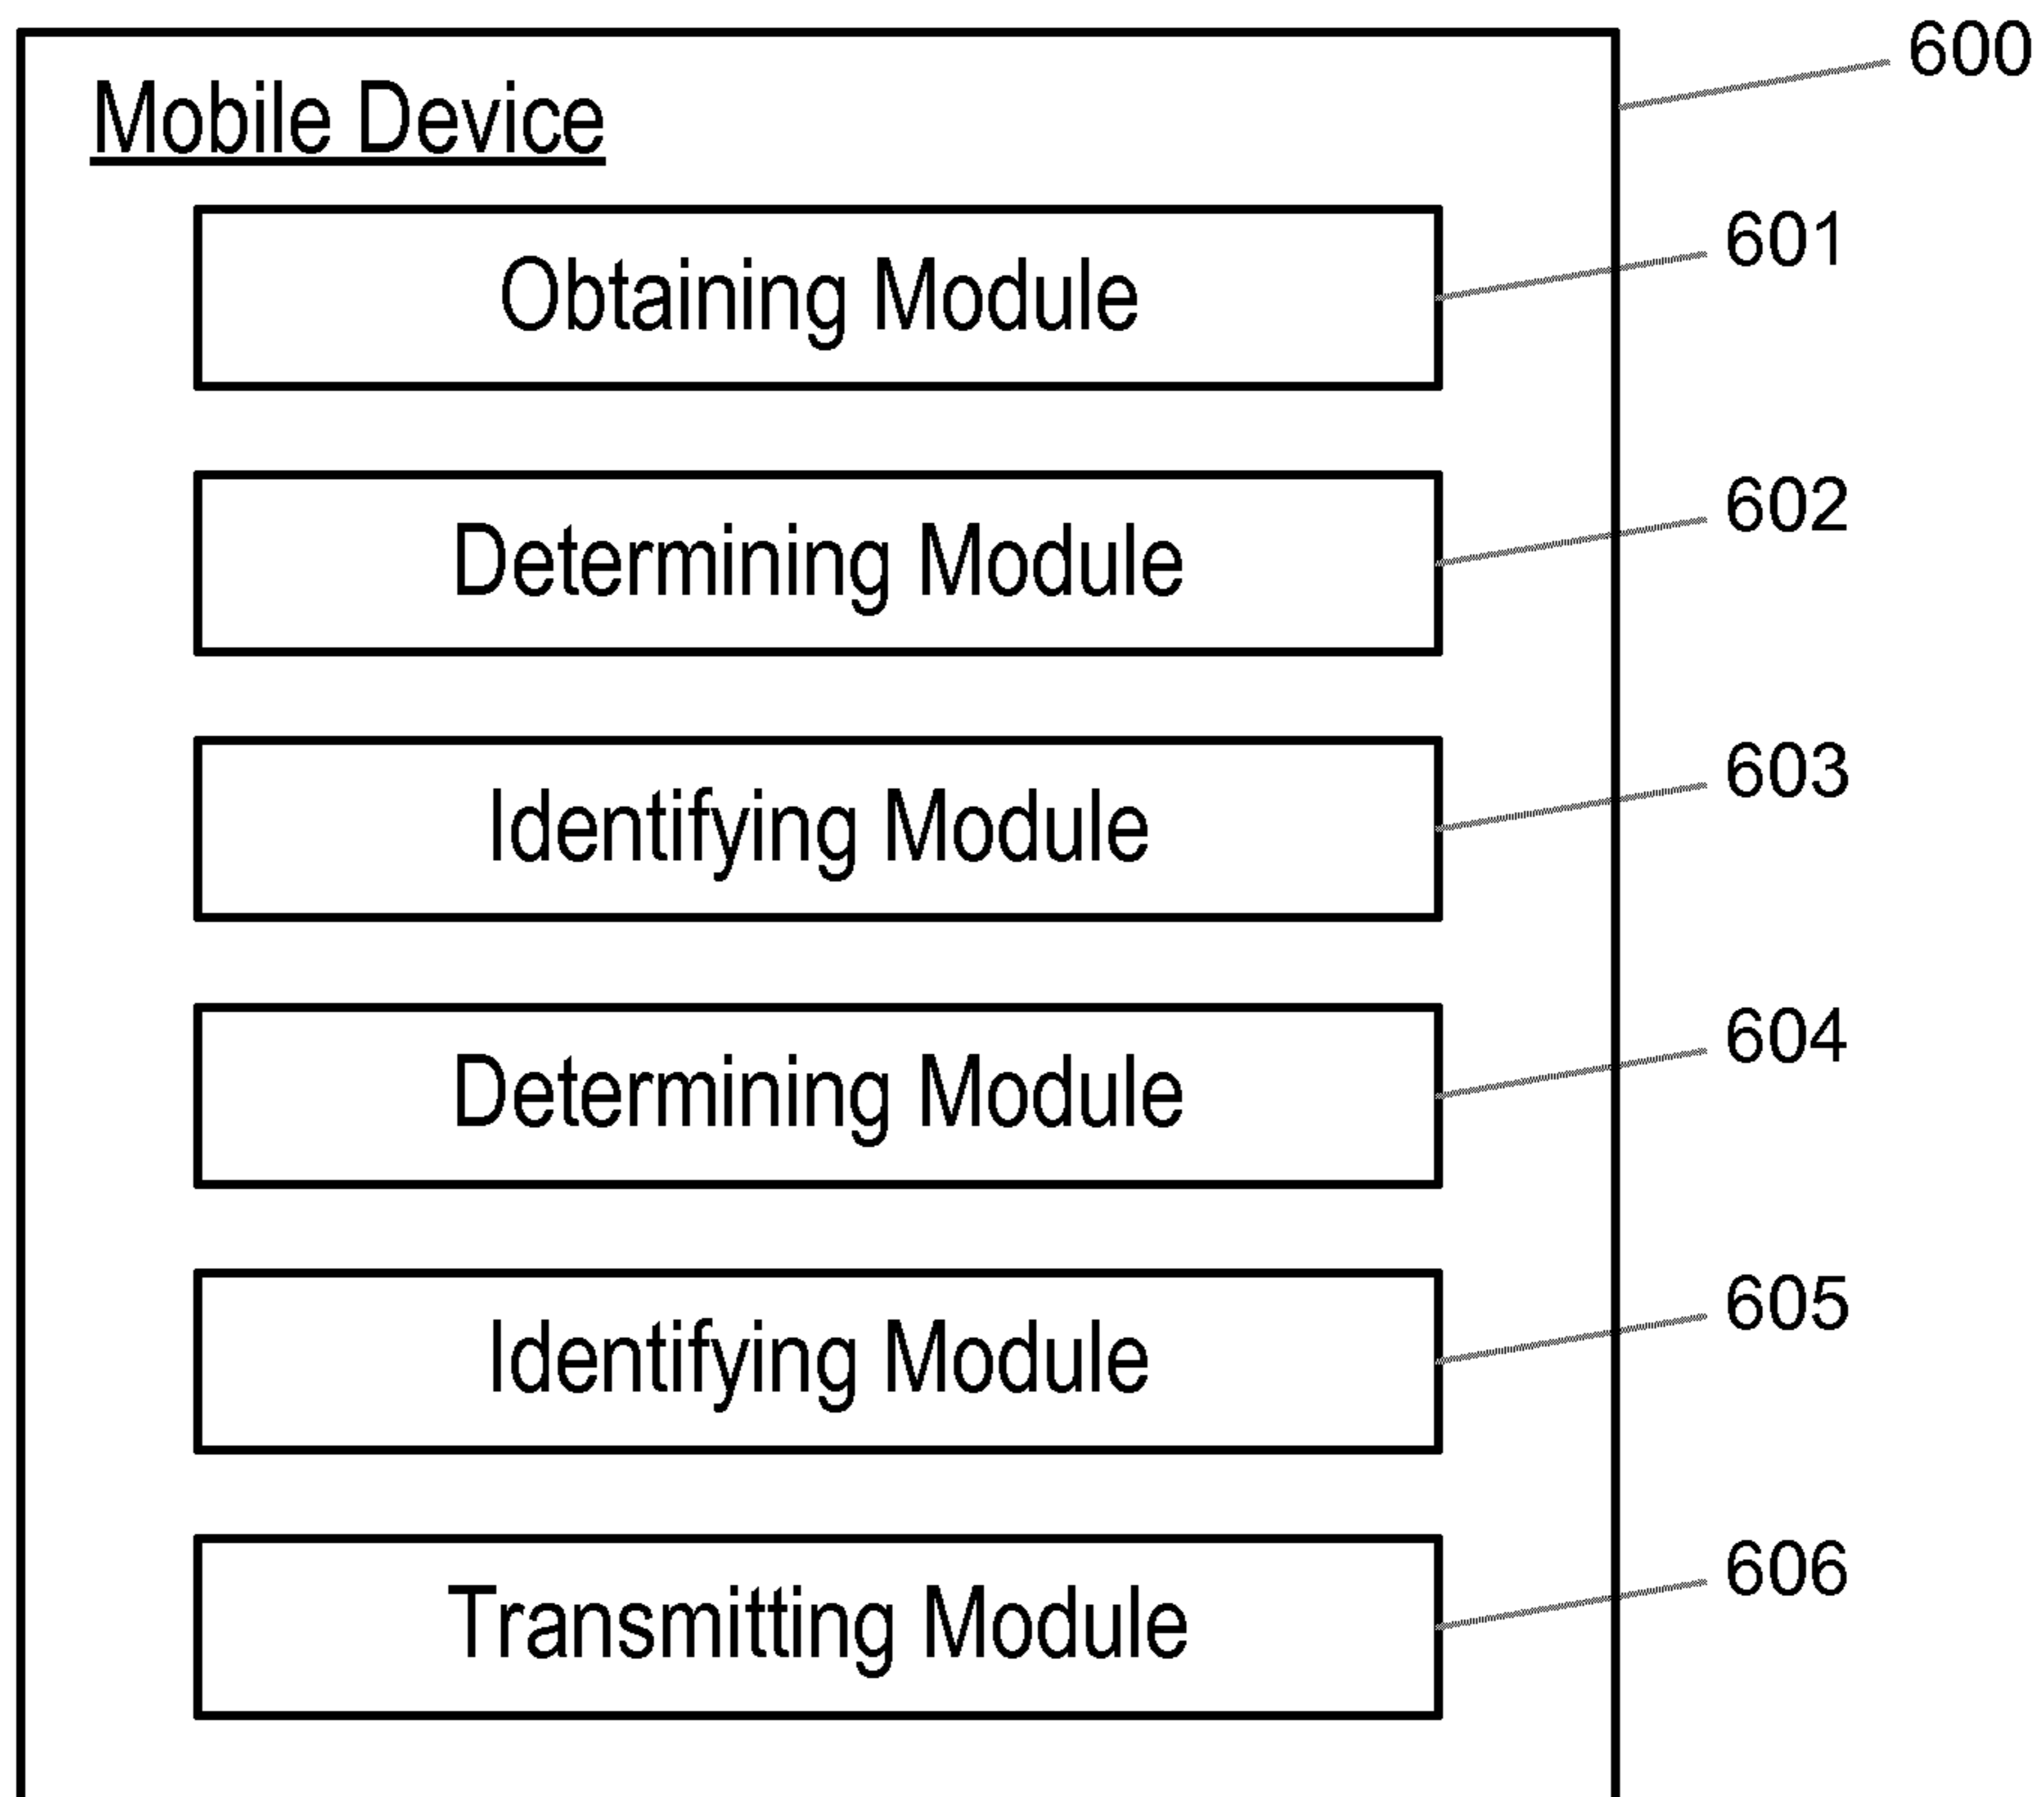 600
Mobile Device
Obtaining Module 601
Determining Module 602
Identifying Module 603
Determining Module 604
Identifying Module 605
Transmitting Module 606